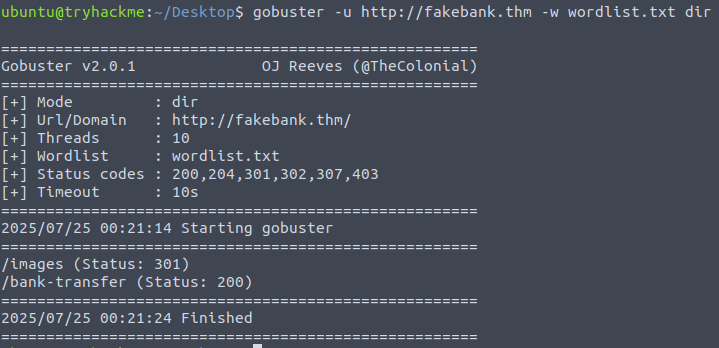 ubuntu@tryhackme:~/Desktop$ gobuster -u http://fakebank.thm -w wordlist.txt dir
=====================================================
Gobuster v2.0.1              OJ Reeves (@TheColonial)
=====================================================
[+] Mode         : dir
[+] Url/Domain   : http://fakebank.thm/
[+] Threads      : 10
[+] Wordlist     : wordlist.txt
[+] Status codes : 200,204,301,302,307,403
[+] Timeout      : 10s
=====================================================
2025/07/25 00:21:14 Starting gobuster
=====================================================
/images (Status: 301)
/bank-transfer (Status: 200)
=====================================================
2025/07/25 00:21:24 Finished
=====================================================